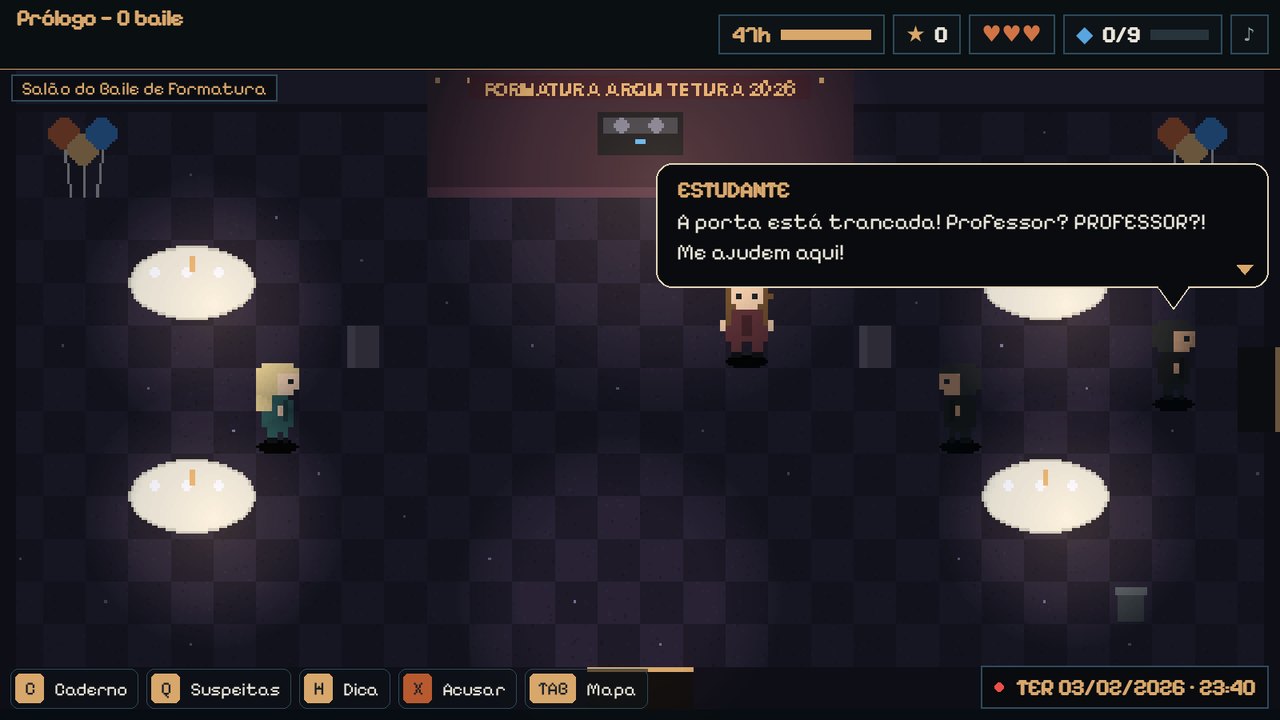 Prólogo - O baile
47h
★ 0
♥♥♥
0/9
♪
Salão do Baile de Formatura
FORMATURA ARQUITETURA 2026
ESTUDANTE
A porta está trancada! Professor? PROFESSOR?!
Me ajudem aqui!
C Caderno
Q Suspeitas
H Dica
X Acusar
TAB Mapa
TER 03/02/2026 · 23:40